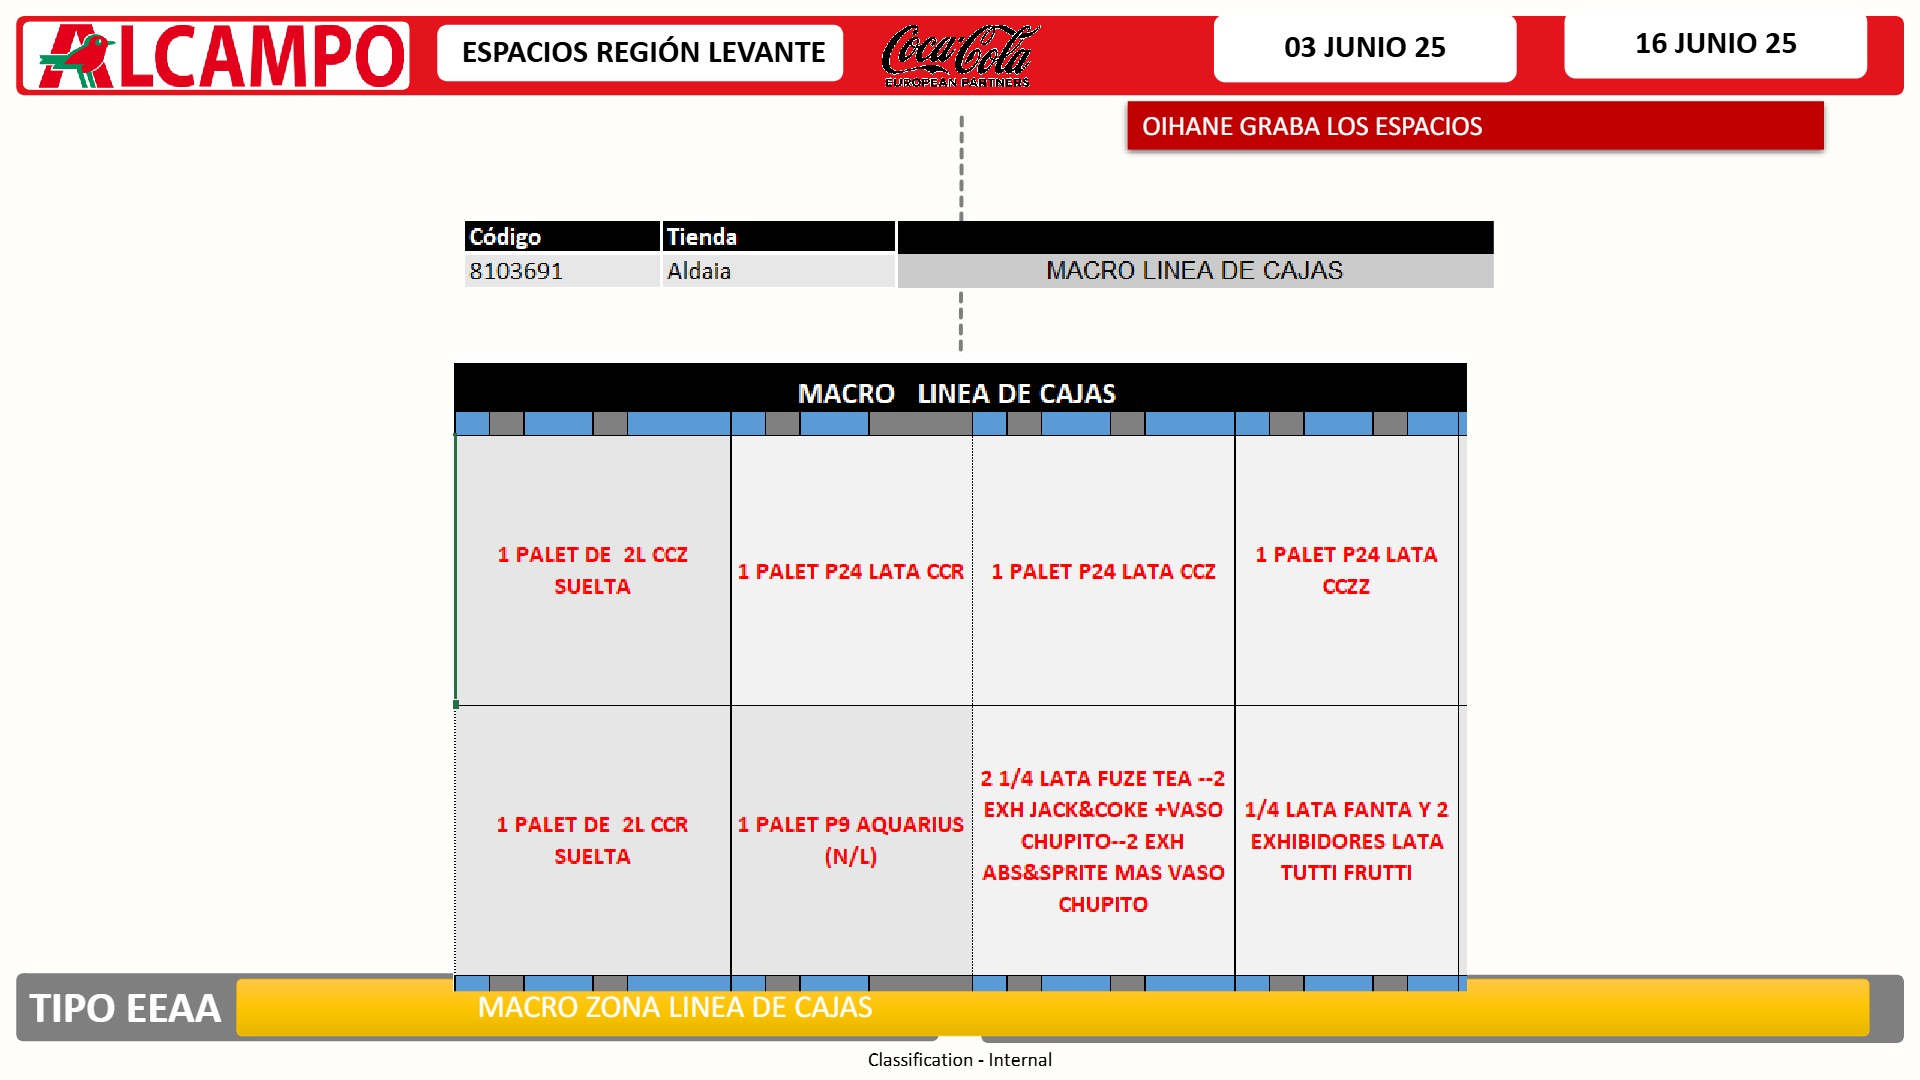 ALCAMPO
ESPACIOS REGIÓN LEVANTE
Coca-Cola
EUROPEAN PARTNERS
03 JUNIO 25
16 JUNIO 25
OIHANE GRABA LOS ESPACIOS
Código Tienda
8103691 Aldaia MACRO LINEA DE CAJAS
MACRO LINEA DE CAJAS
1 PALET DE 2L CCZ
SUELTA
1 PALET P24 LATA CCR
1 PALET P24 LATA CCZ
1 PALET P24 LATA
CCZZ
1 PALET DE 2L CCR
SUELTA
1 PALET P9 AQUARIUS
(N/L)
2 1/4 LATA FUZE TEA --2
EXH JACK&COKE +VASO
CHUPITO--2 EXH
ABS&SPRITE MAS VASO
CHUPITO
1/4 LATA FANTA Y 2
EXHIBIDORES LATA
TUTTI FRUTTI
TIPO EEAA
MACRO ZONA LINEA DE CAJAS
Classification - Internal